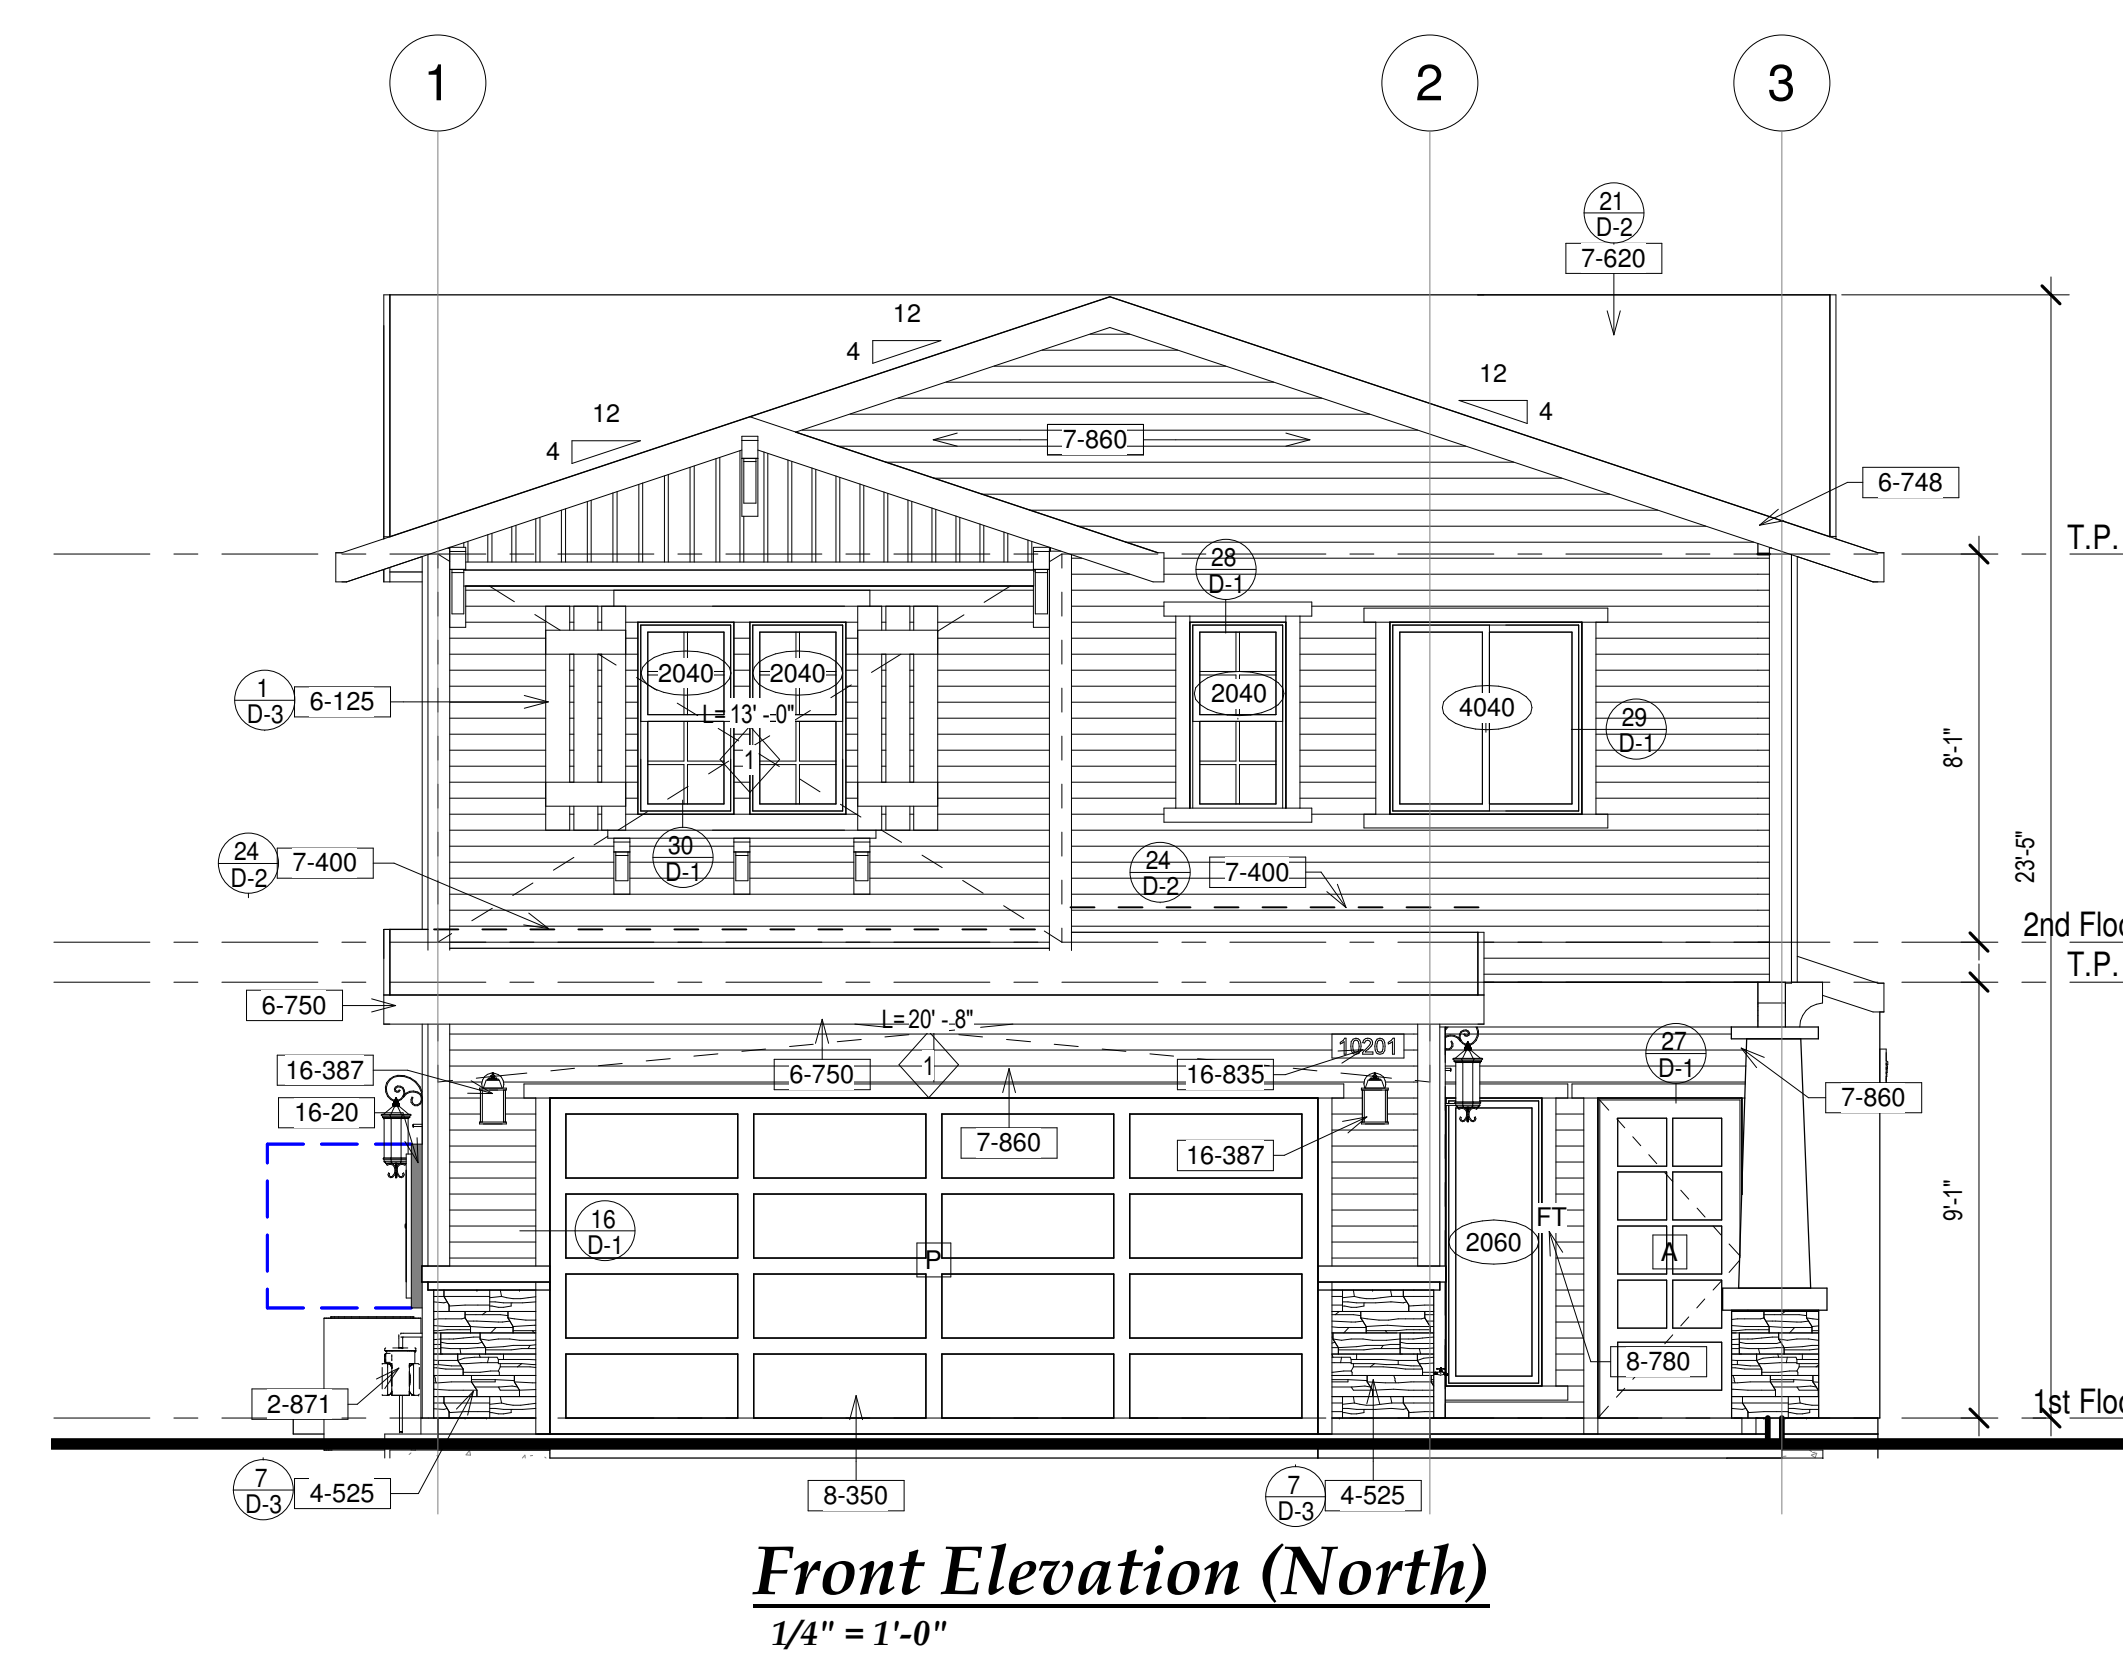 1
2
3
21
D-2
7-620
12
4
12
4
12
4
7-860
6-748
T.P.
28
D-1
2040
2040
2040
4040
1
D-3
6-125
L=13' - 0"
1
29
D-1
8'-1"
30
D-1
24
D-2
7-400
24
D-2
7-400
23'-5"
2nd Floo
T.P.
6-750
L=20' - 8"
10201
27
D-1
16-387
6-750
1
16-835
7-860
16-20
7-860
16-387
9'-1"
16
D-1
FT
P
2060
A
8-780
2-871
1st Floo
7
D-3
4-525
8-350
7
D-3
4-525
Front Elevation (North)
1/4" = 1'-0"